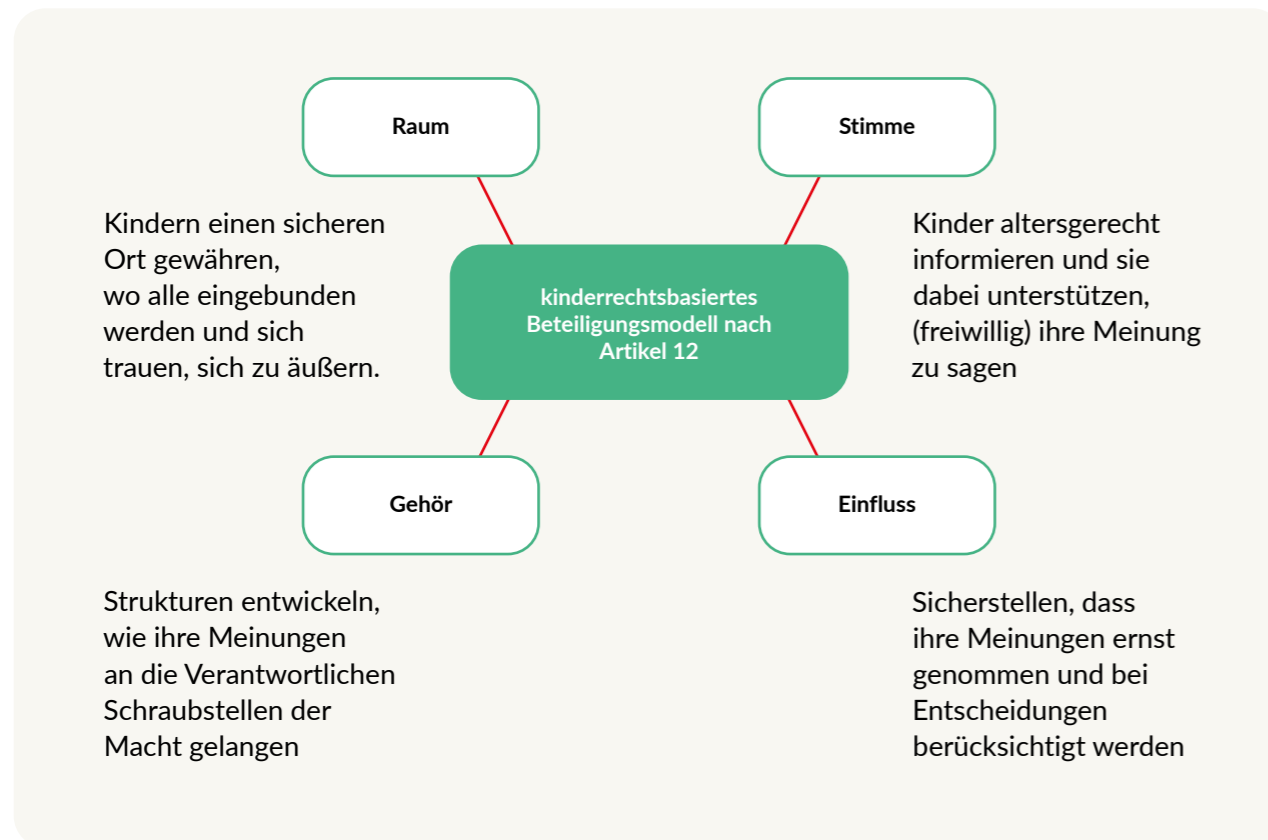 Raum
Kindern einen sicheren
Ort gewähren,
wo alle eingebunden
werden und sich
trauen, sich zu äußern.
Stimme
Kinder altersgerecht
informieren und sie
dabei unterstützen,
(freiwillig) ihre Meinung
zu sagen
kinderrechtsbasiertes
Beteiligungsmodell nach
Artikel 12
Gehör
Strukturen entwickeln,
wie ihre Meinungen
an die Verantwortlichen
Schraubstellen der
Macht gelangen
Einfluss
Sicherstellen, dass
ihre Meinungen ernst
genommen und bei
Entscheidungen
berücksichtigt werden